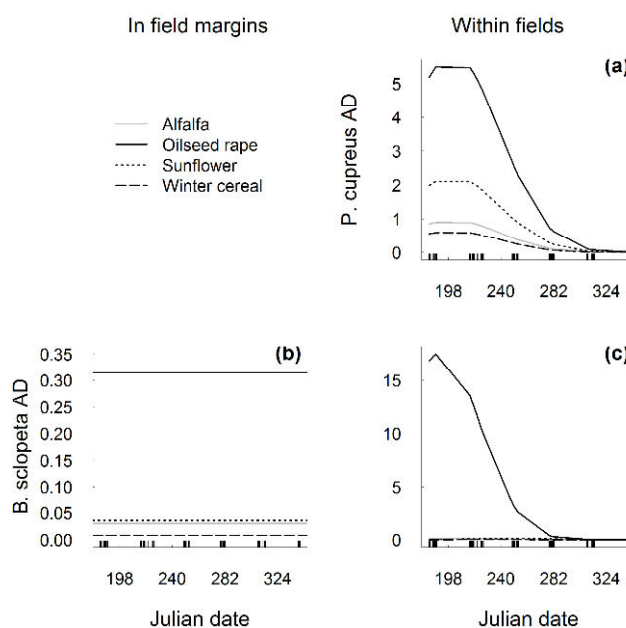 In field margins
Within fields
Alfalfa
Oilseed rape
Sunflower
Winter cereal
(a)
P. cupreus AD
5
4
3
2
1
0
198 240 282 324
(b)
B. sclopeta AD
0.35
0.30
0.25
0.20
0.15
0.10
0.05
0.00
198 240 282 324
Julian date
(c)
15
10
5
0
198 240 282 324
Julian date